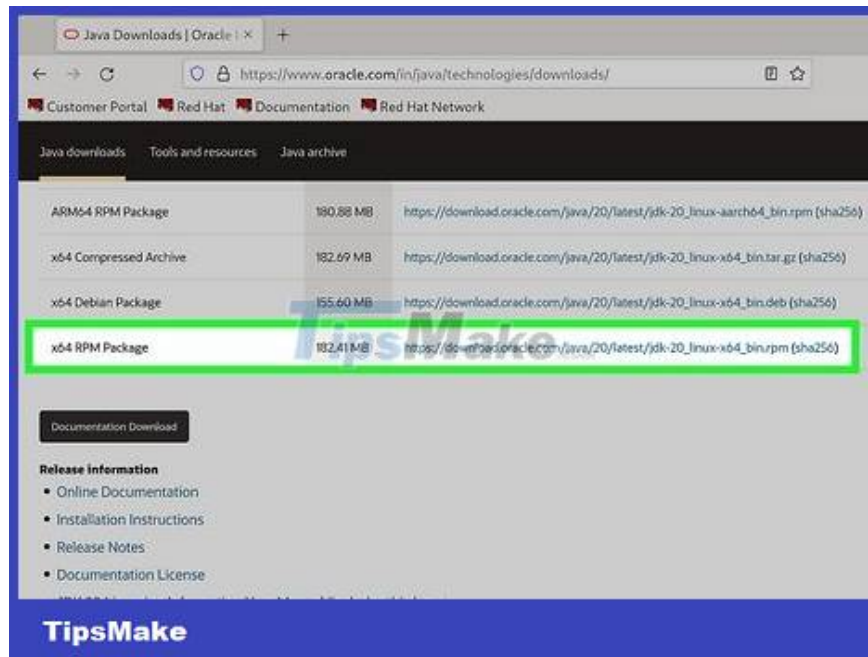 Java Downloads | Oracle
https://www.oracle.com/in/java/technologies/downloads/
Customer Portal Red Hat Documentation Red Hat Network
Java downloads Tools and resources Java archive
ARM64 RPM Package 180.88 MB https://download.oracle.com/java/20/latest/jdk-20_linux-aarch64_bin.rpm (sha256)
x64 Compressed Archive 182.69 MB https://download.oracle.com/java/20/latest/jdk-20_linux-x64_bin.tar.gz (sha256)
x64 Debian Package 155.60 MB https://download.oracle.com/java/20/latest/jdk-20_linux-x64_bin.deb (sha256)
TipsMake
x64 RPM Package 182.41 MB https://download.oracle.com/java/20/latest/jdk-20_linux-x64_bin.rpm (sha256)
Documentation Download
Release information
• Online Documentation
• Installation Instructions
• Release Notes
• Documentation License
TipsMake